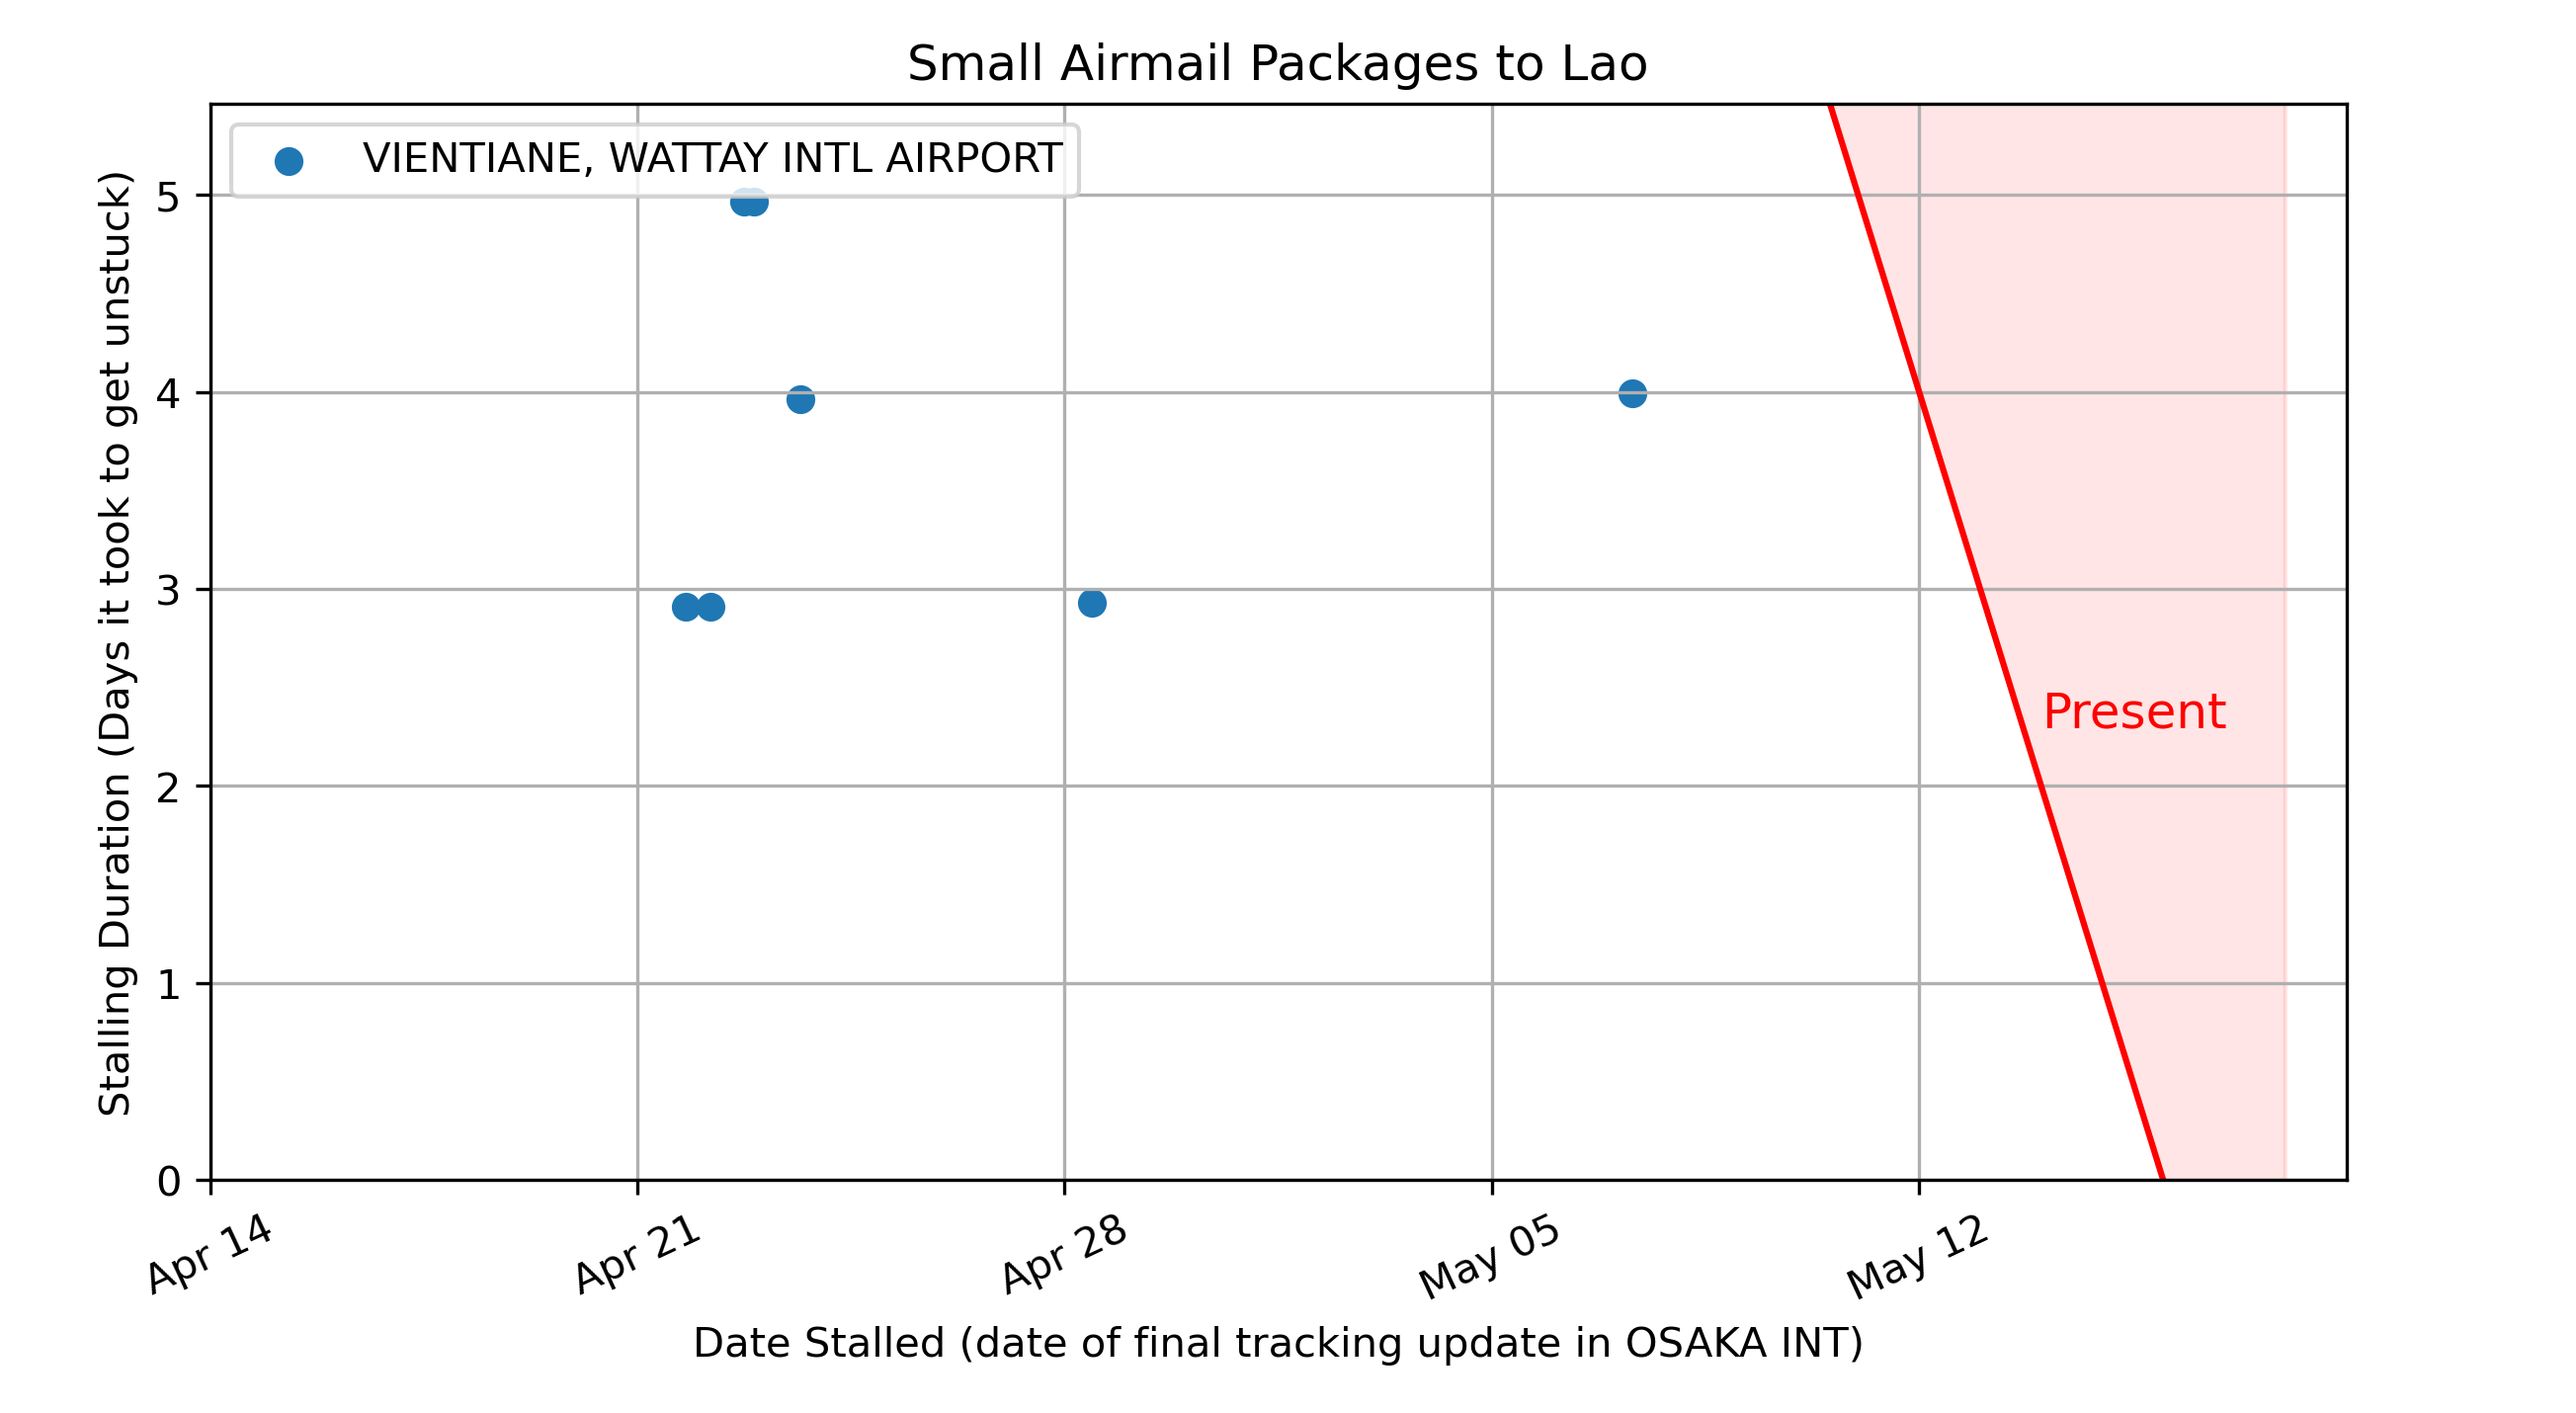 Small Airmail Packages to Lao
VIENTIANE, WATTAY INTL AIRPORT
Stalling Duration (Days it took to get unstuck)
5
4
3
2
1
0
Present
Apr 14
Apr 21
Apr 28
May 05
May 12
Date Stalled (date of final tracking update in OSAKA INT)